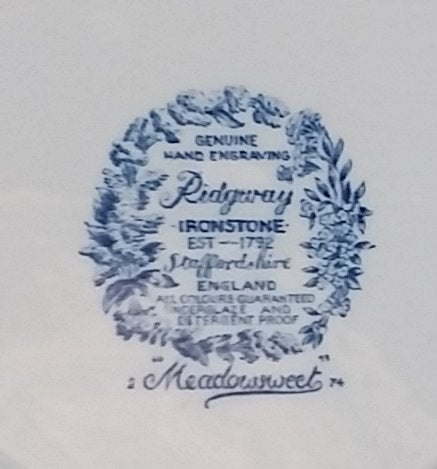 GENUINE
HAND ENGRAVING
Ridgway
·IRONSTONE·
EST — 1792
Staffordshire
ENGLAND
ALL COLOURS GUARANTEED
UNDERGLAZE AND
DETERGENT PROOF
2 "Meadowsweet" 74